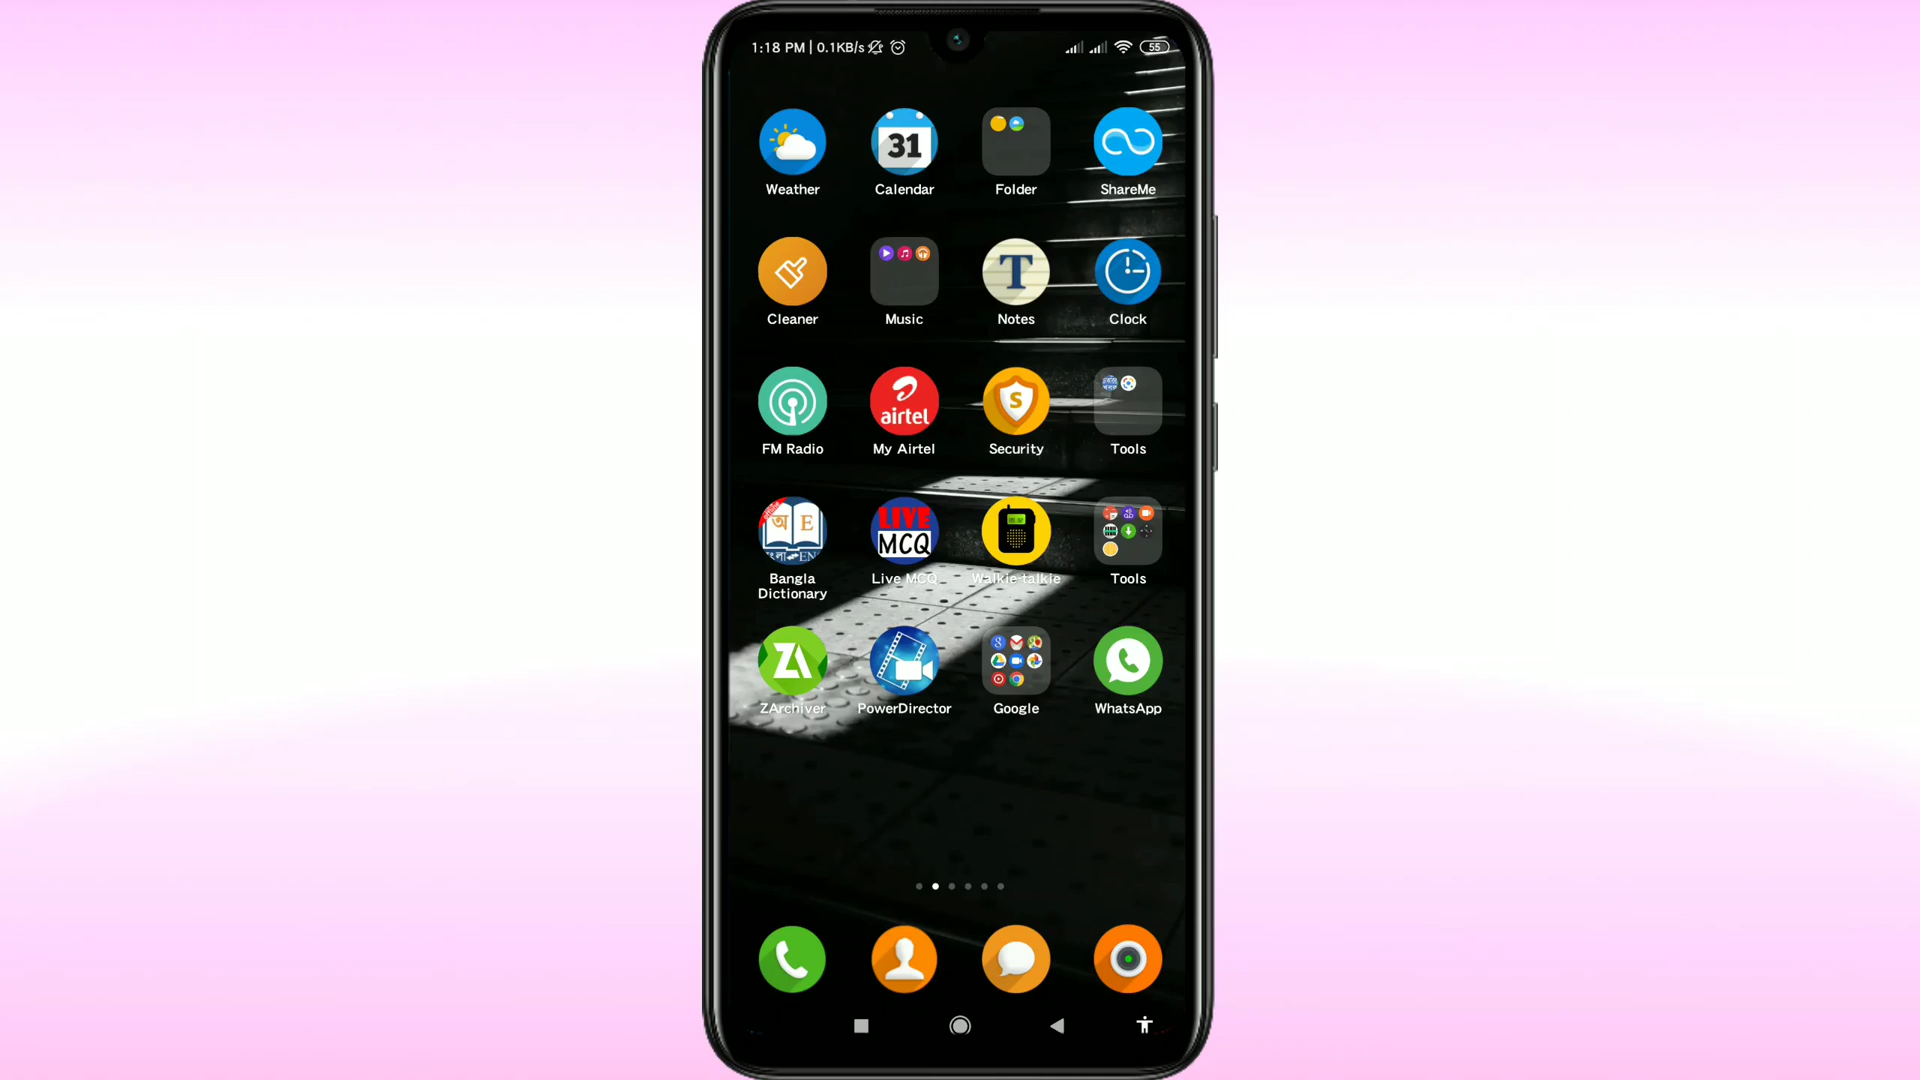 1:18 PM | 0.1KB/s
55
31
Weather
Calendar
Folder
ShareMe
Cleaner
Music
T
Notes
Clock
FM Radio
airtel
My Airtel
S
Security
Tools
অ E
Bangla
Dictionary
LIVE
MCQ
Live MCQ
Walkie-talkie
Tools
ZA
ZArchiver
PowerDirector
Google
WhatsApp